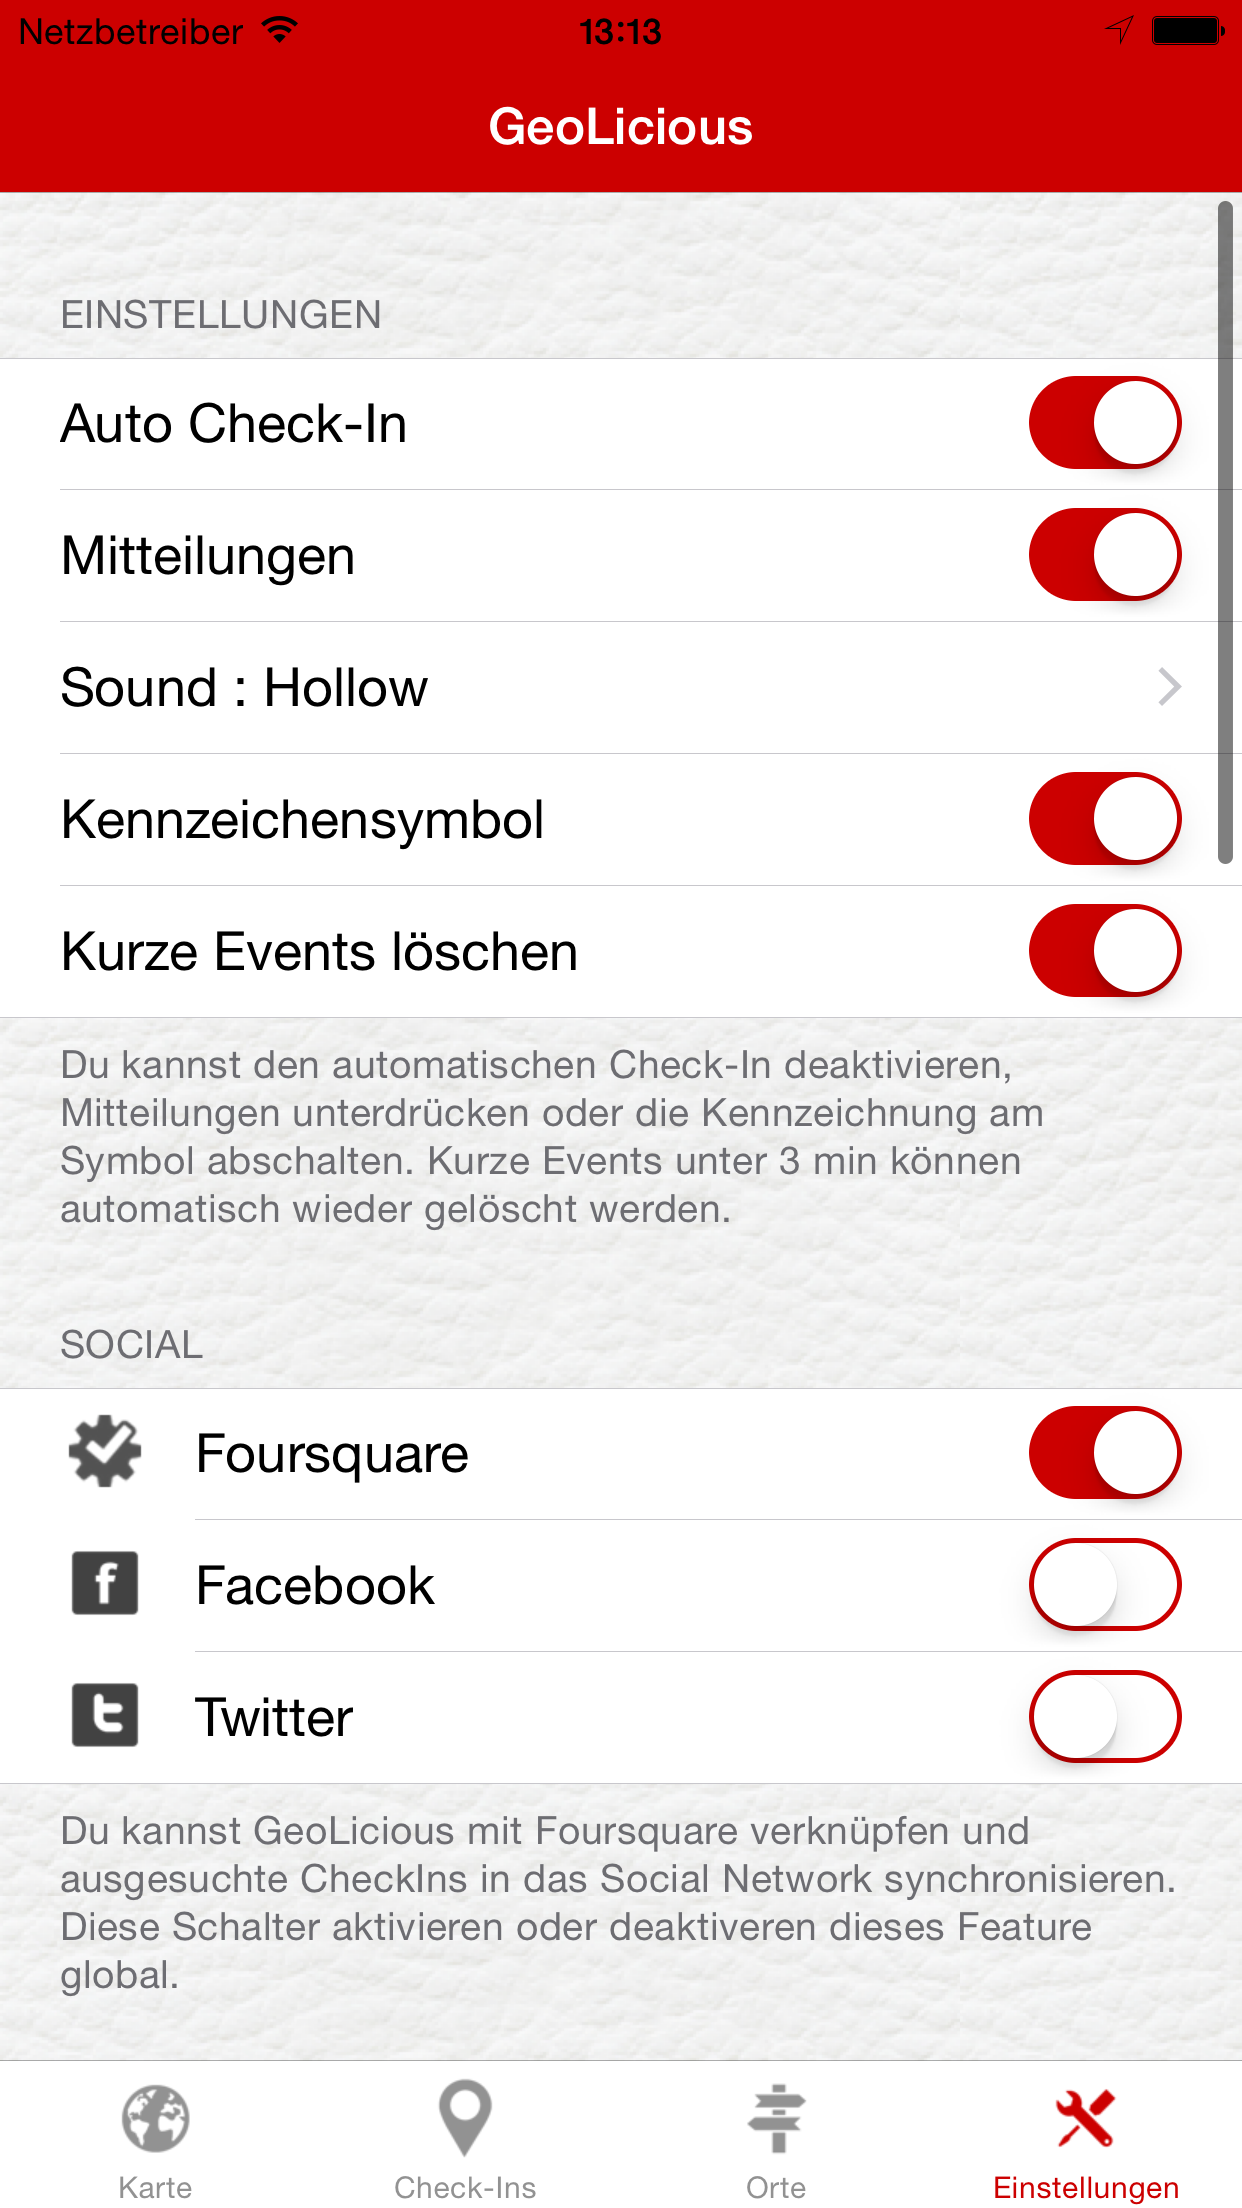 Netzbetreiber 13:13
GeoLicious
EINSTELLUNGEN
Auto Check-In
Mitteilungen
Sound : Hollow
Kennzeichensymbol
Kurze Events löschen
Du kannst den automatischen Check-In deaktivieren,
Mitteilungen unterdrücken oder die Kennzeichnung am
Symbol abschalten. Kurze Events unter 3 min können
automatisch wieder gelöscht werden.
SOCIAL
Foursquare
Facebook
Twitter
Du kannst GeoLicious mit Foursquare verknüpfen und
ausgesuchte CheckIns in das Social Network synchronisieren.
Diese Schalter aktivieren oder deaktiveren dieses Feature
global.
Karte Check-Ins Orte Einstellungen